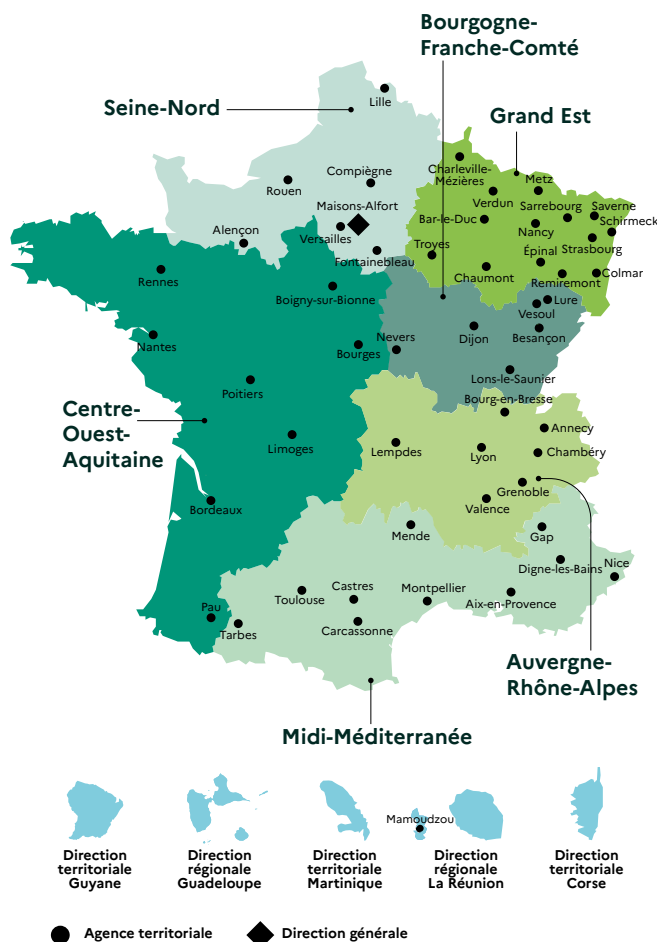 Bourgogne-
Franche-Comté
Seine-Nord
Grand Est
Lille
Charleville-
Mézières
Compiègne
Rouen
Maisons-Alfort
Versailles
Alençon
Fontainebleau
Metz
Verdun
Sarrebourg
Saverne
Schirmeck
Bar-le-Duc
Nancy
Strasbourg
Troyes
Épinal
Chaumont
Remiremont
Colmar
Rennes
Boigny-sur-Bionne
Lure
Vesoul
Nantes
Bourges
Nevers
Dijon
Besançon
Poitiers
Lons-le-Saunier
Bourg-en-Bresse
Centre-
Ouest-
Aquitaine
Limoges
Lempdes
Lyon
Annecy
Chambéry
Grenoble
Valence
Bordeaux
Mende
Gap
Digne-les-Bains
Nice
Toulouse
Castres
Montpellier
Aix-en-Provence
Pau
Tarbes
Carcassonne
Auvergne-
Rhône-Alpes
Midi-Méditerranée
Mamoudzou
Direction
territoriale
Guyane
Direction
régionale
Guadeloupe
Direction
territoriale
Martinique
Direction
régionale
La Réunion
Direction
territoriale
Corse
Agence territoriale
Direction générale